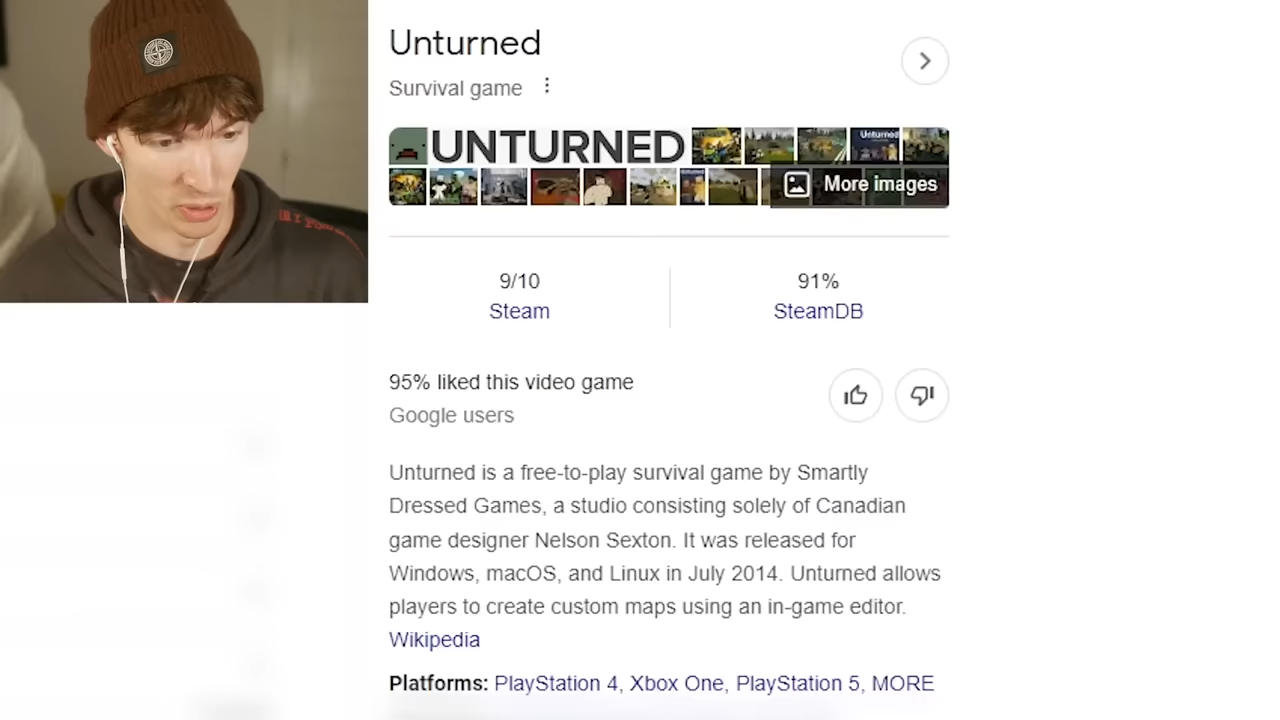 Unturned
Survival game
UNTURNED
Unturned
More images
9/10
Steam
91%
SteamDB
95% liked this video game
Google users
Unturned is a free-to-play survival game by Smartly
Dressed Games, a studio consisting solely of Canadian
game designer Nelson Sexton. It was released for
Windows, macOS, and Linux in July 2014. Unturned allows
players to create custom maps using an in-game editor.
Wikipedia
Platforms: PlayStation 4, Xbox One, PlayStation 5, MORE